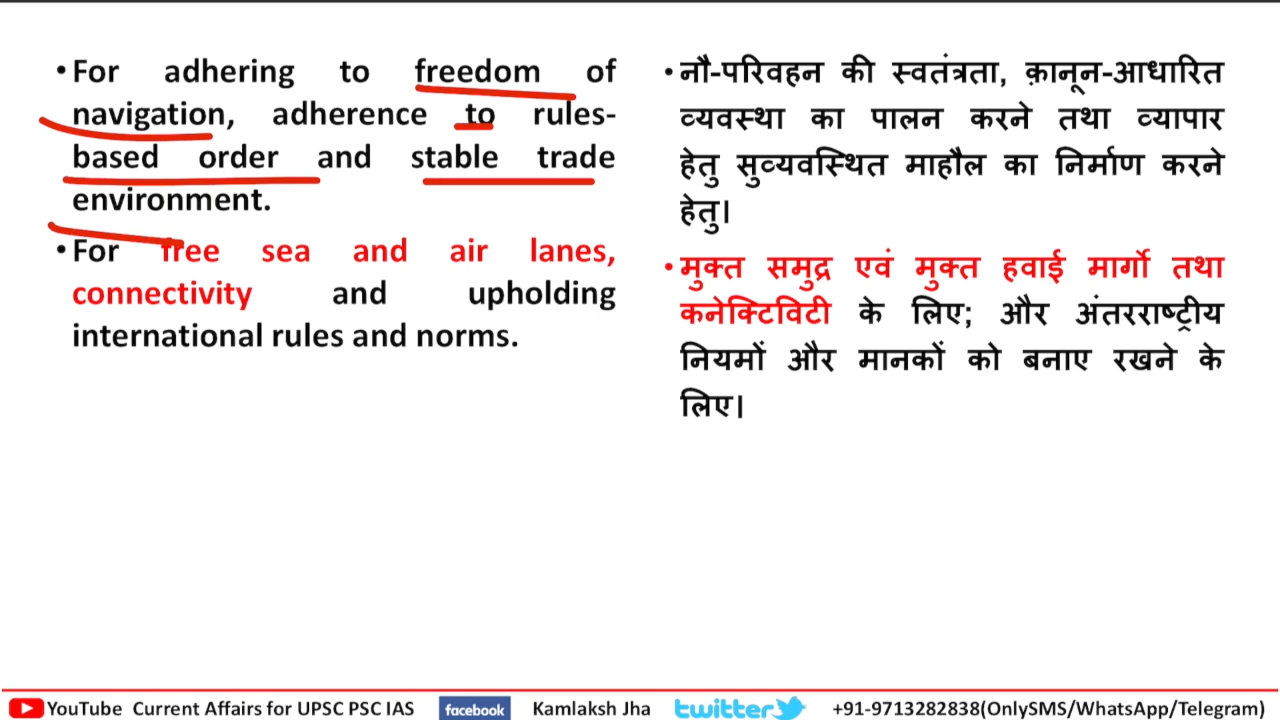 •For adhering to freedom of
navigation, adherence to rules-
based order and stable trade
environment.
•For free sea and air lanes,
connectivity and upholding
international rules and norms.
•नौ-परिवहन की स्वतंत्रता, क़ानून-आधारित
व्यवस्था का पालन करने तथा व्यापार
हेतु सुव्यवस्थित माहौल का निर्माण करने
हेतु।
•मुक्त समुद्र एवं मुक्त हवाई मार्गो तथा
कनेक्टिविटी के लिए; और अंतरराष्ट्रीय
नियमों और मानकों को बनाए रखने के
लिए।
YouTube Current Affairs for UPSC PSC IAS facebook Kamlaksh Jha twitter +91-9713282838(OnlySMS/WhatsApp/Telegram)